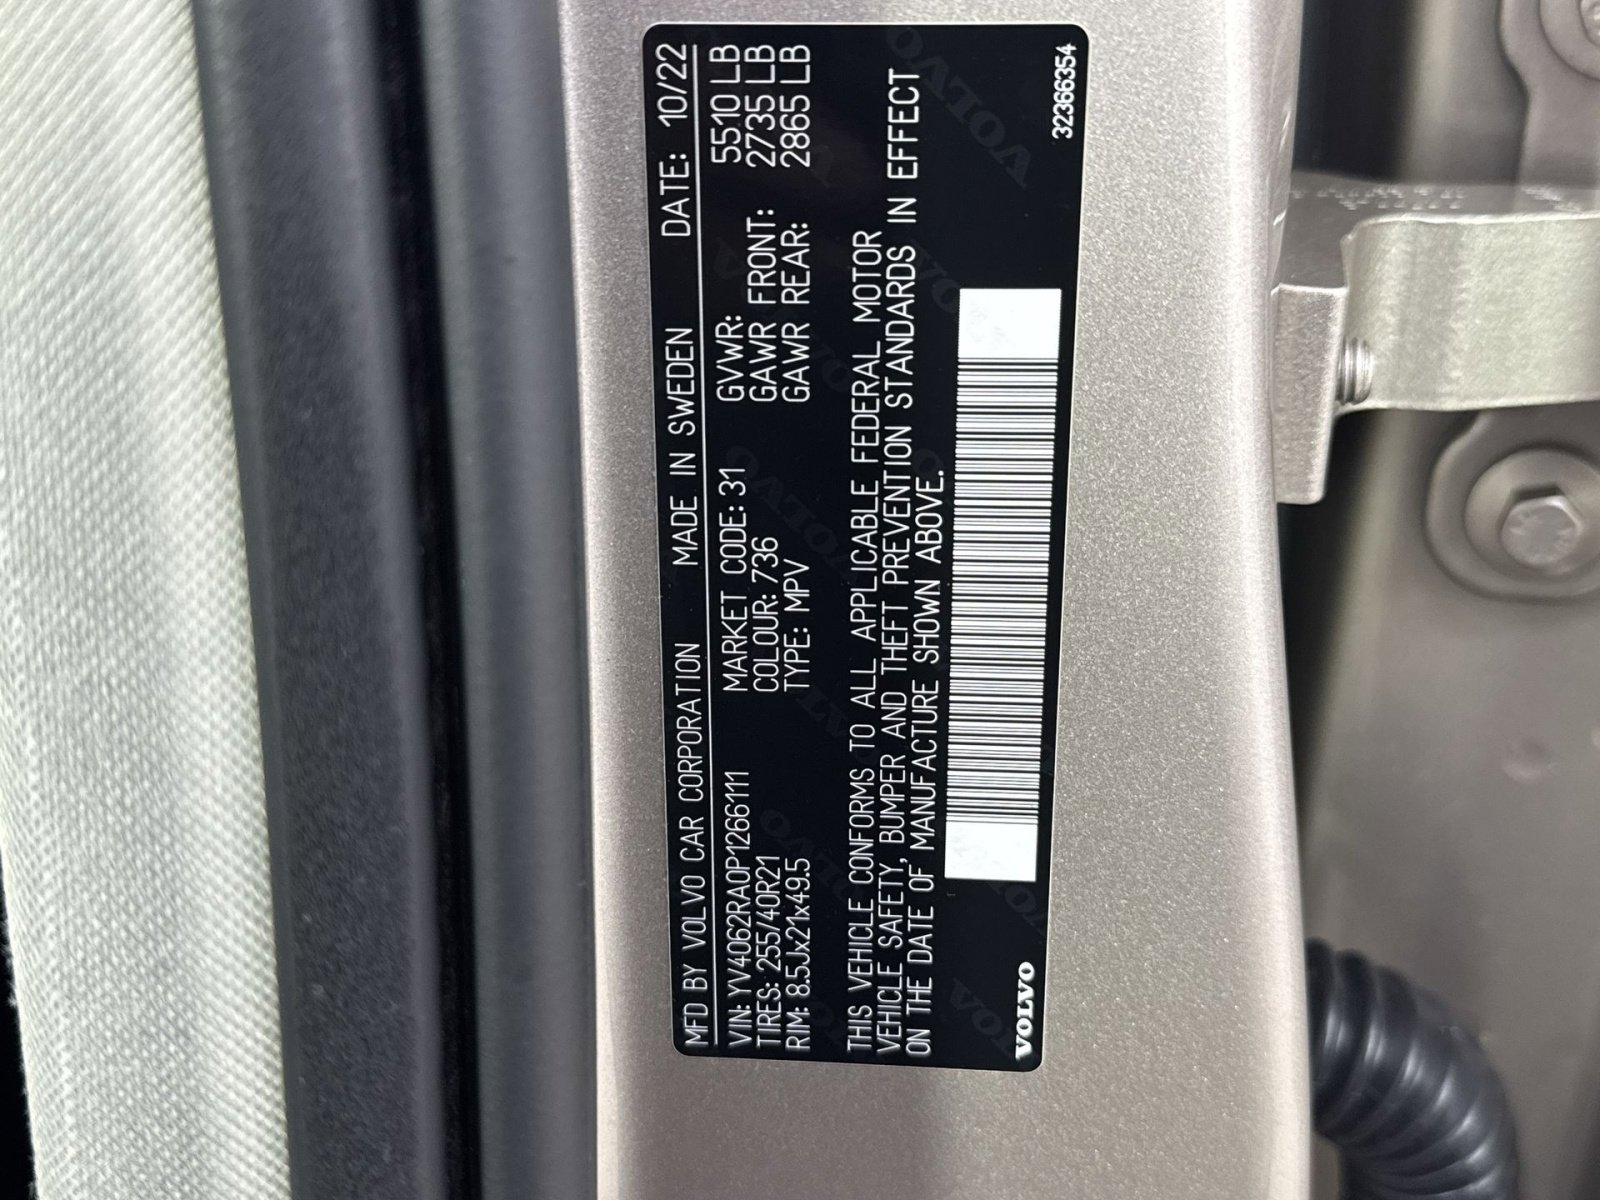 MFD BY VOLVO CAR CORPORATION MADE IN SWEDEN DATE: 10/22
VIN: YV4062RA0P1266111 MARKET CODE: 31 GVWR: 5510 LB
TIRES: 255/40R21 COLOUR: 736 GAWR FRONT: 2735 LB
RIM: 8.5Jx21x49.5 TYPE: MPV GAWR REAR: 2865 LB
THIS VEHICLE CONFORMS TO ALL APPLICABLE FEDERAL MOTOR
VEHICLE SAFETY, BUMPER AND THEFT PREVENTION STANDARDS IN EFFECT
ON THE DATE OF MANUFACTURE SHOWN ABOVE.
VOLVO 32366354